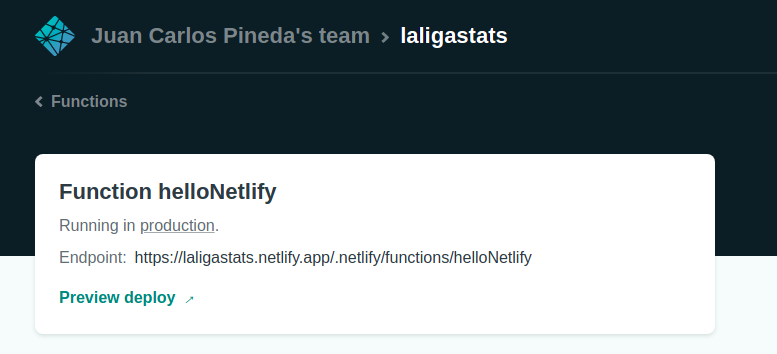 Juan Carlos Pineda's team > laligastats
< Functions
Function helloNetlify
Running in production.
Endpoint: https://laligastats.netlify.app/.netlify/functions/helloNetlify
Preview deploy ↗